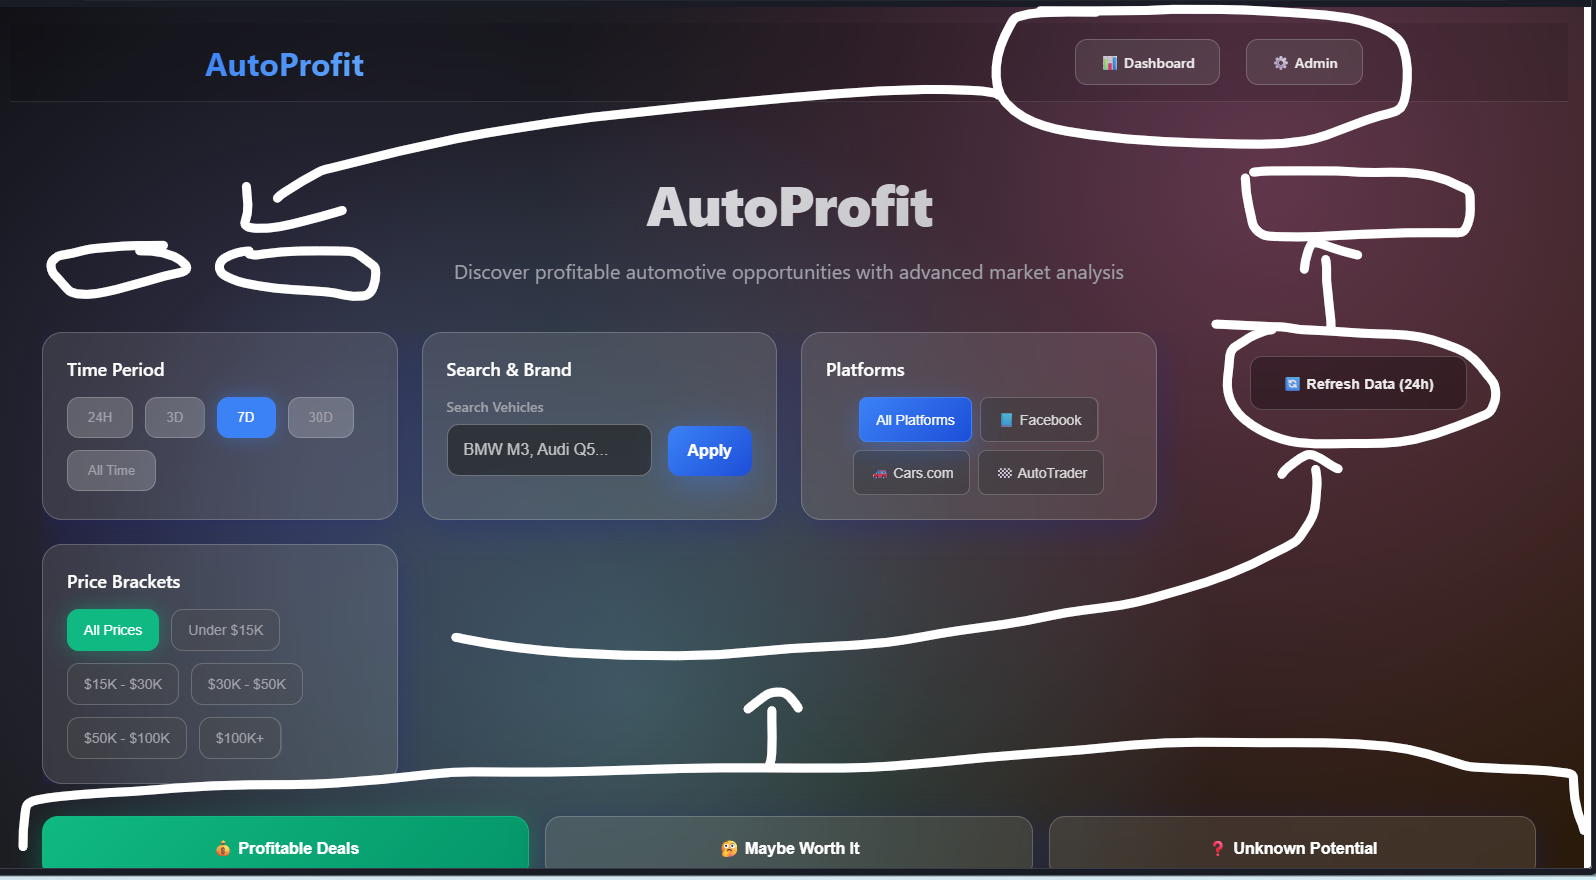 AutoProfit
📊 Dashboard
⚙️ Admin
AutoProfit
Discover profitable automotive opportunities with advanced market analysis
Time Period
24H
3D
7D
30D
All Time
Search & Brand
Search Vehicles
BMW M3, Audi Q5...
Apply
Platforms
All Platforms
📘 Facebook
🚗 Cars.com
🏁 AutoTrader
🔄 Refresh Data (24h)
Price Brackets
All Prices
Under $15K
$15K - $30K
$30K - $50K
$50K - $100K
$100K+
💰 Profitable Deals
🤔 Maybe Worth It
❓ Unknown Potential